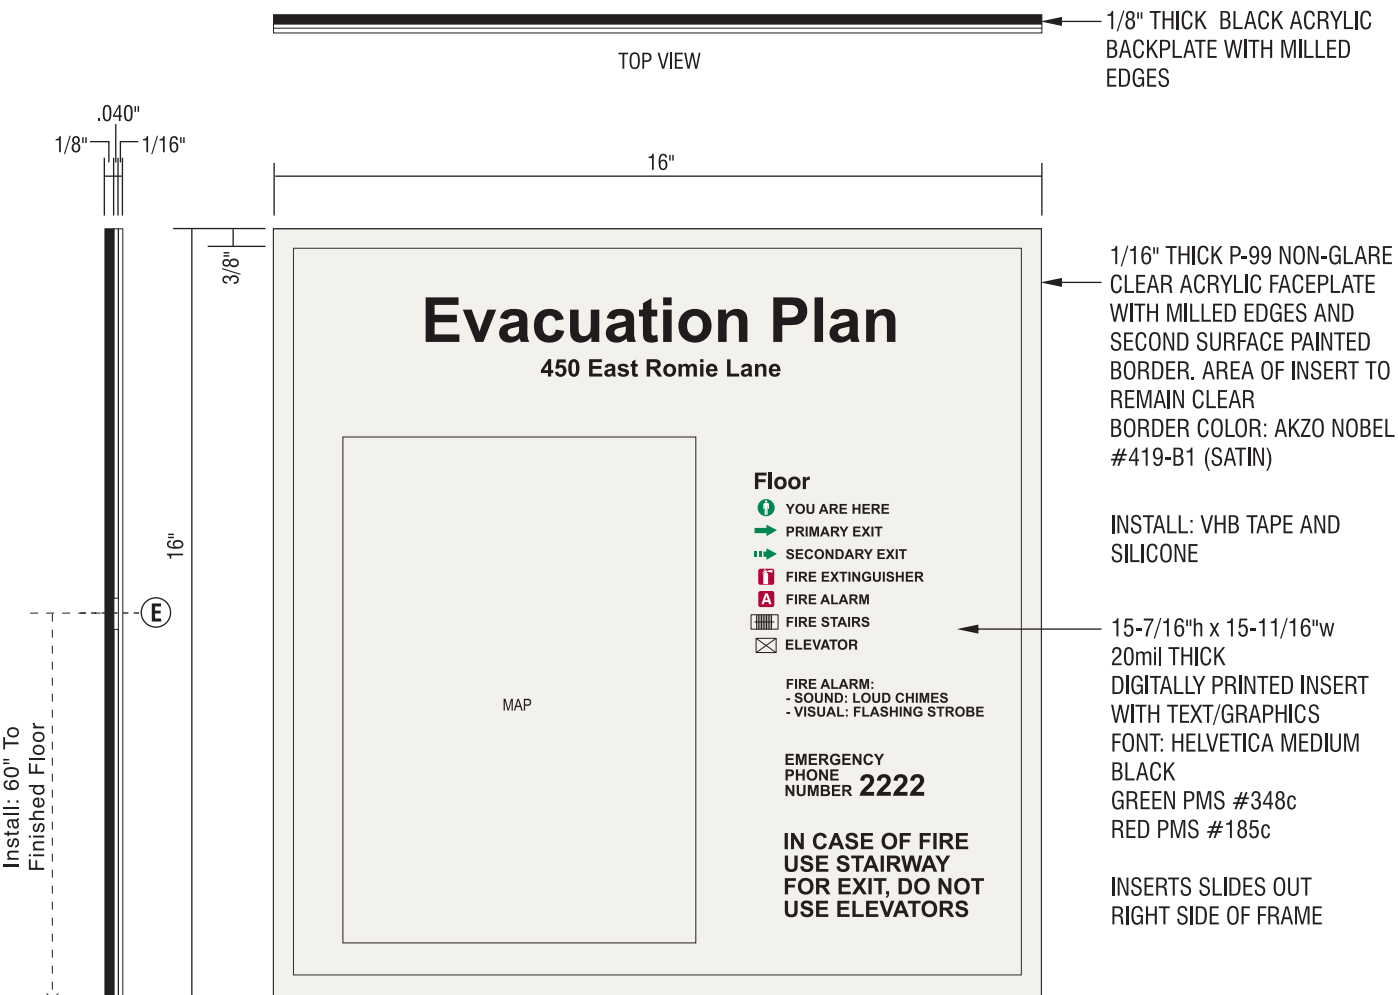 1/8" THICK BLACK ACRYLIC
BACKPLATE WITH MILLED
EDGES
TOP VIEW
.040"
1/8"
1/16"
16"
3/8"
16"
E
Install: 60" To
Finished Floor
Evacuation Plan
450 East Romie Lane
MAP
Floor
YOU ARE HERE
PRIMARY EXIT
SECONDARY EXIT
FIRE EXTINGUISHER
A FIRE ALARM
FIRE STAIRS
ELEVATOR
FIRE ALARM:
- SOUND: LOUD CHIMES
- VISUAL: FLASHING STROBE
EMERGENCY
PHONE
NUMBER 2222
IN CASE OF FIRE
USE STAIRWAY
FOR EXIT, DO NOT
USE ELEVATORS
1/16" THICK P-99 NON-GLARE
CLEAR ACRYLIC FACEPLATE
WITH MILLED EDGES AND
SECOND SURFACE PAINTED
BORDER. AREA OF INSERT TO
REMAIN CLEAR
BORDER COLOR: AKZO NOBEL
#419-B1 (SATIN)
INSTALL: VHB TAPE AND
SILICONE
15-7/16"h x 15-11/16"w
20mil THICK
DIGITALLY PRINTED INSERT
WITH TEXT/GRAPHICS
FONT: HELVETICA MEDIUM
BLACK
GREEN PMS #348c
RED PMS #185c
INSERTS SLIDES OUT
RIGHT SIDE OF FRAME